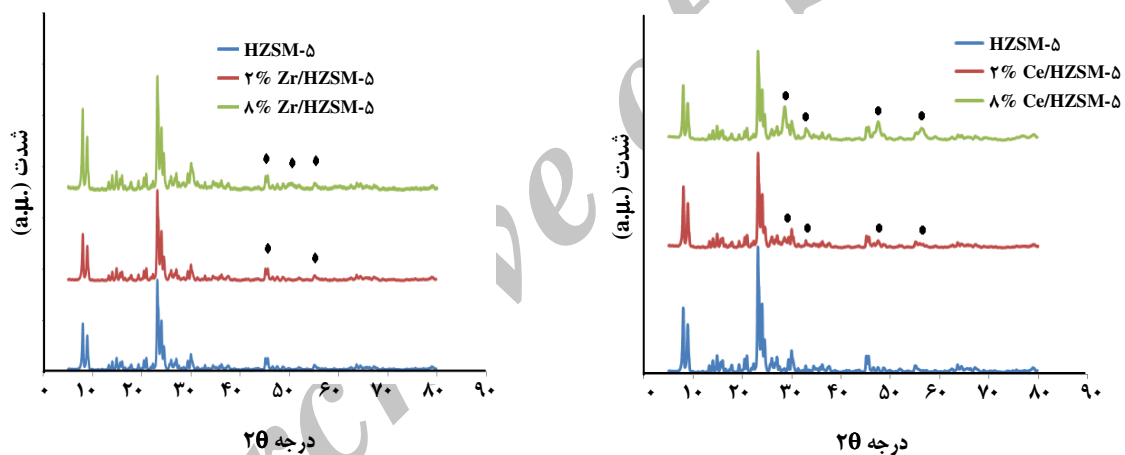 HZSM-۵
۲% Zr/HZSM-۵
۸% Zr/HZSM-۵
شدت (a.µ.)
۰ ۱۰ ۲۰ ۳۰ ۴۰ ۵۰ ۶۰ ۷۰ ۸۰ ۹۰
درجه ۲θ
HZSM-۵
۲% Ce/HZSM-۵
۸% Ce/HZSM-۵
شدت (a.µ.)
۰ ۱۰ ۲۰ ۳۰ ۴۰ ۵۰ ۶۰ ۷۰ ۸۰ ۹۰
درجه ۲θ